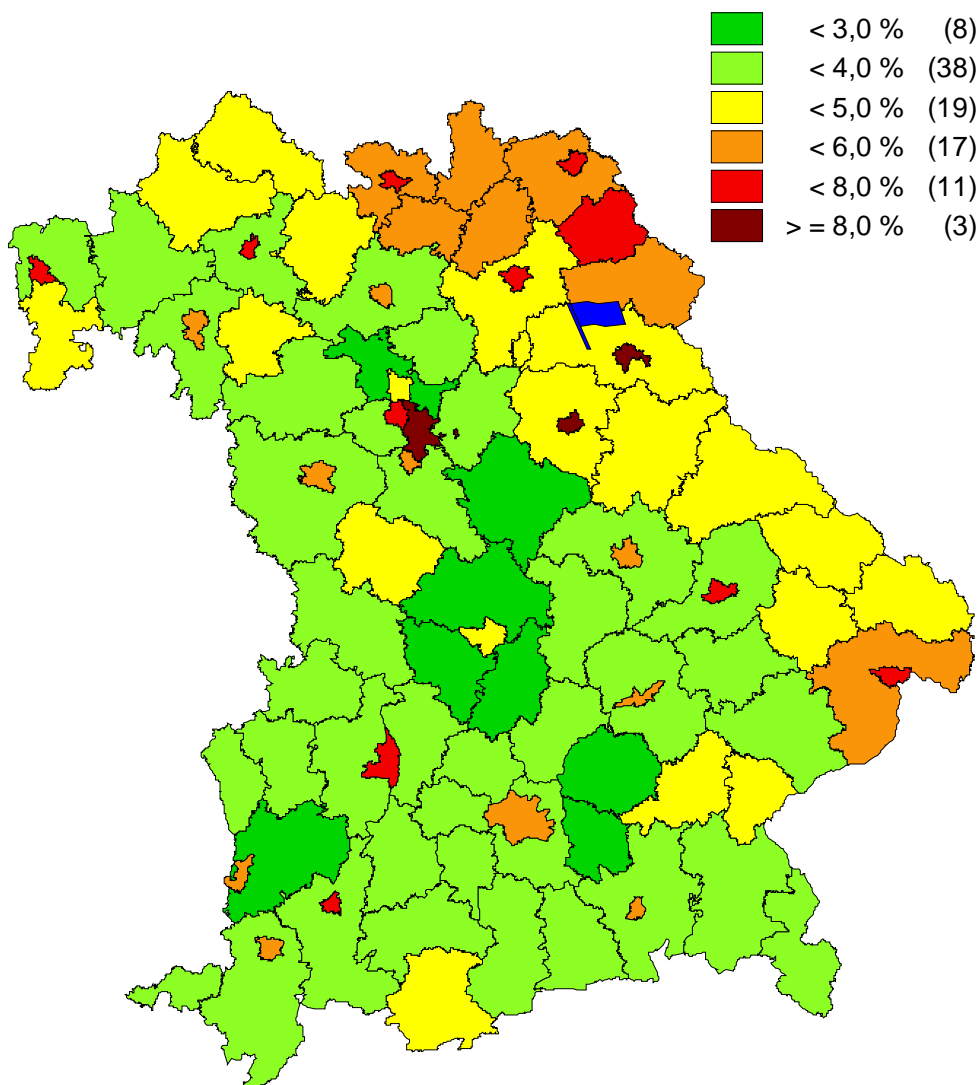 < 3,0 % (8)
< 4,0 % (38)
< 5,0 % (19)
< 6,0 % (17)
< 8,0 % (11)
> = 8,0 % (3)